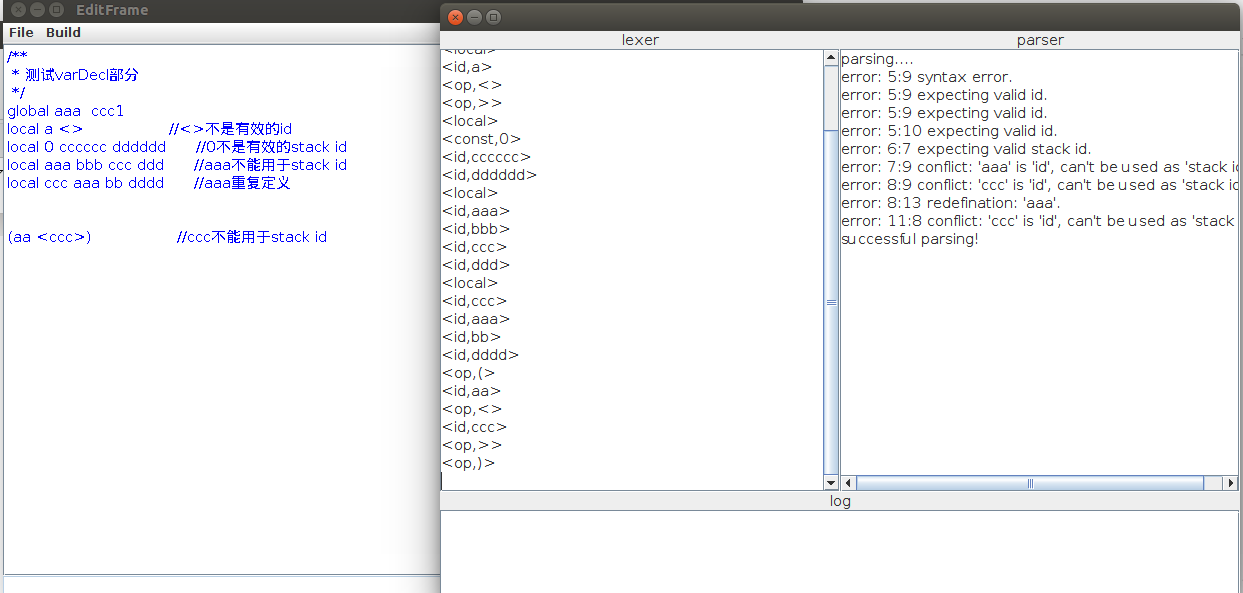 EditFrame
File Build
/**
* 测试varDecl部分
*/
global aaa ccc1
local a <> //<>不是有效的id
local 0 cccccc dddddd //0不是有效的stack id
local aaa bbb ccc ddd //aaa不能用于stack id
local ccc aaa bb dddd //aaa重复定义
(aa <ccc>) //ccc不能用于stack id
lexer
<local>
<id,a>
<op,<>
<op,>>
<local>
<const,0>
<id,cccccc>
<id,dddddd>
<local>
<id,aaa>
<id,bbb>
<id,ccc>
<id,ddd>
<local>
<id,ccc>
<id,aaa>
<id,bb>
<id,dddd>
<op,(>
<id,aa>
<op,<>
<id,ccc>
<op,>>
<op,)>
parser
parsing....
error: 5:9 syntax error.
error: 5:9 expecting valid id.
error: 5:9 expecting valid id.
error: 5:10 expecting valid id.
error: 6:7 expecting valid stack id.
error: 7:9 conflict: 'aaa' is 'id', can't be used as 'stack ic
error: 8:9 conflict: 'ccc' is 'id', can't be used as 'stack ic
error: 8:13 redefination: 'aaa'.
error: 11:8 conflict: 'ccc' is 'id', can't be used as 'stack
successful parsing!
log